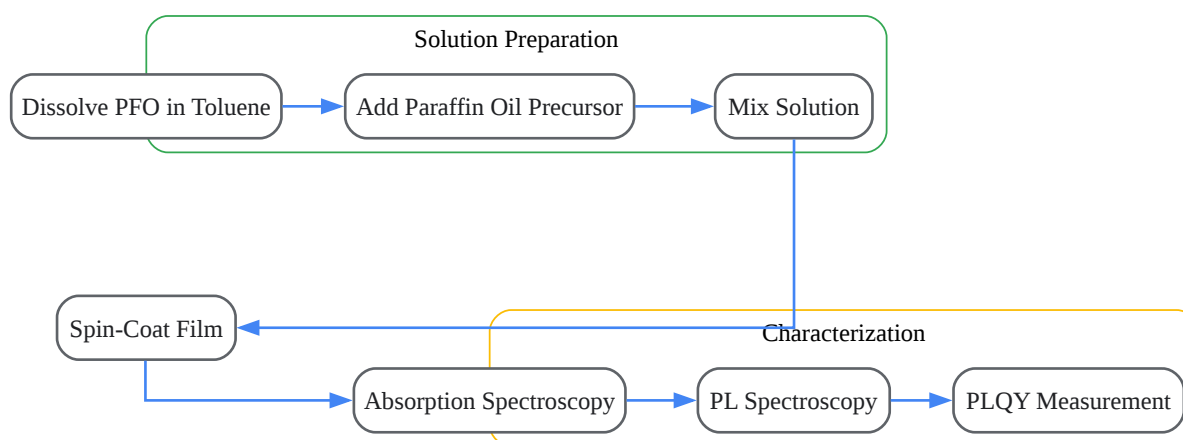 Solution Preparation
Dissolve PFO in Toluene
Add Paraffin Oil Precursor
Mix Solution
Spin-Coat Film
Characterization
Absorption Spectroscopy
PL Spectroscopy
PLQY Measurement